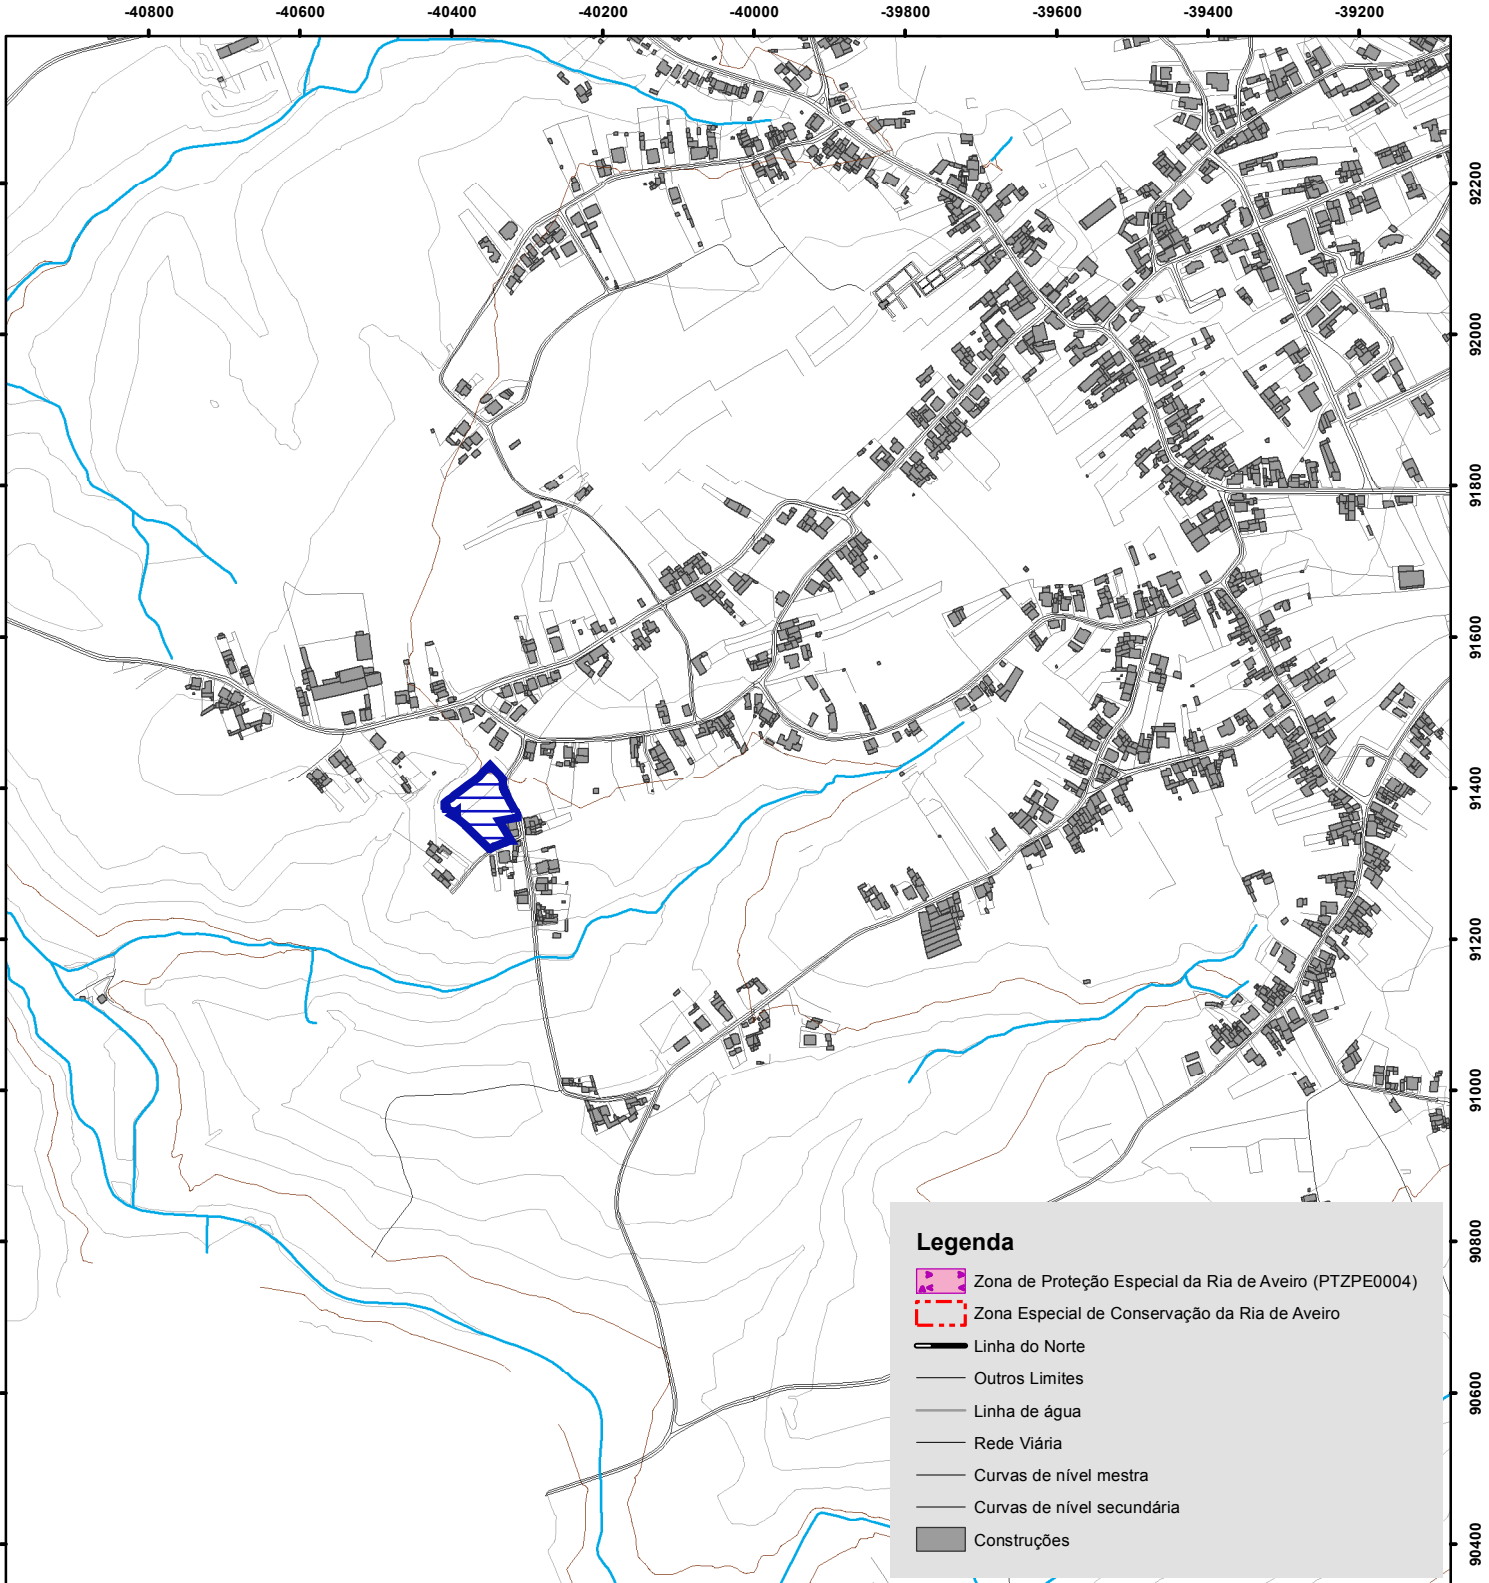 -40800 -40600 -40400 -40200 -40000 -39800 -39600 -39400 -39200
92200
92000
91800
91600
91400
91200
91000
90800
90600
90400
Legenda
Zona de Proteção Especial da Ria de Aveiro (PTZPE0004)
Zona Especial de Conservação da Ria de Aveiro
Linha do Norte
Outros Limites
Linha de água
Rede Viária
Curvas de nível mestra
Curvas de nível secundária
Construções